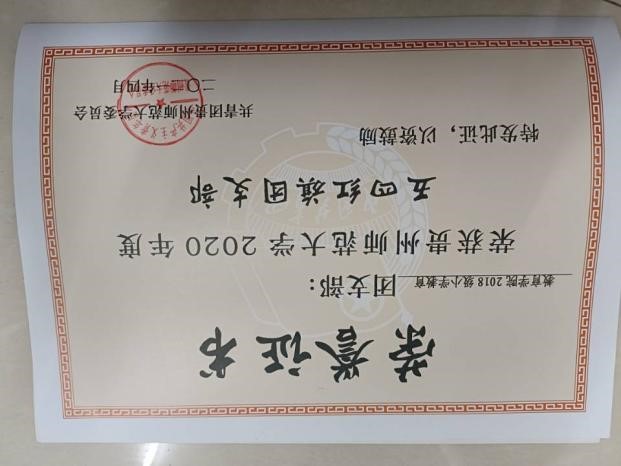 荣誉证书
教育学院2018级小学教育 团支部：
荣获贵州师范大学2020年度
五四红旗团支部
特发此证，以资鼓励
共青团贵州师范大学委员会
二〇二一年四月